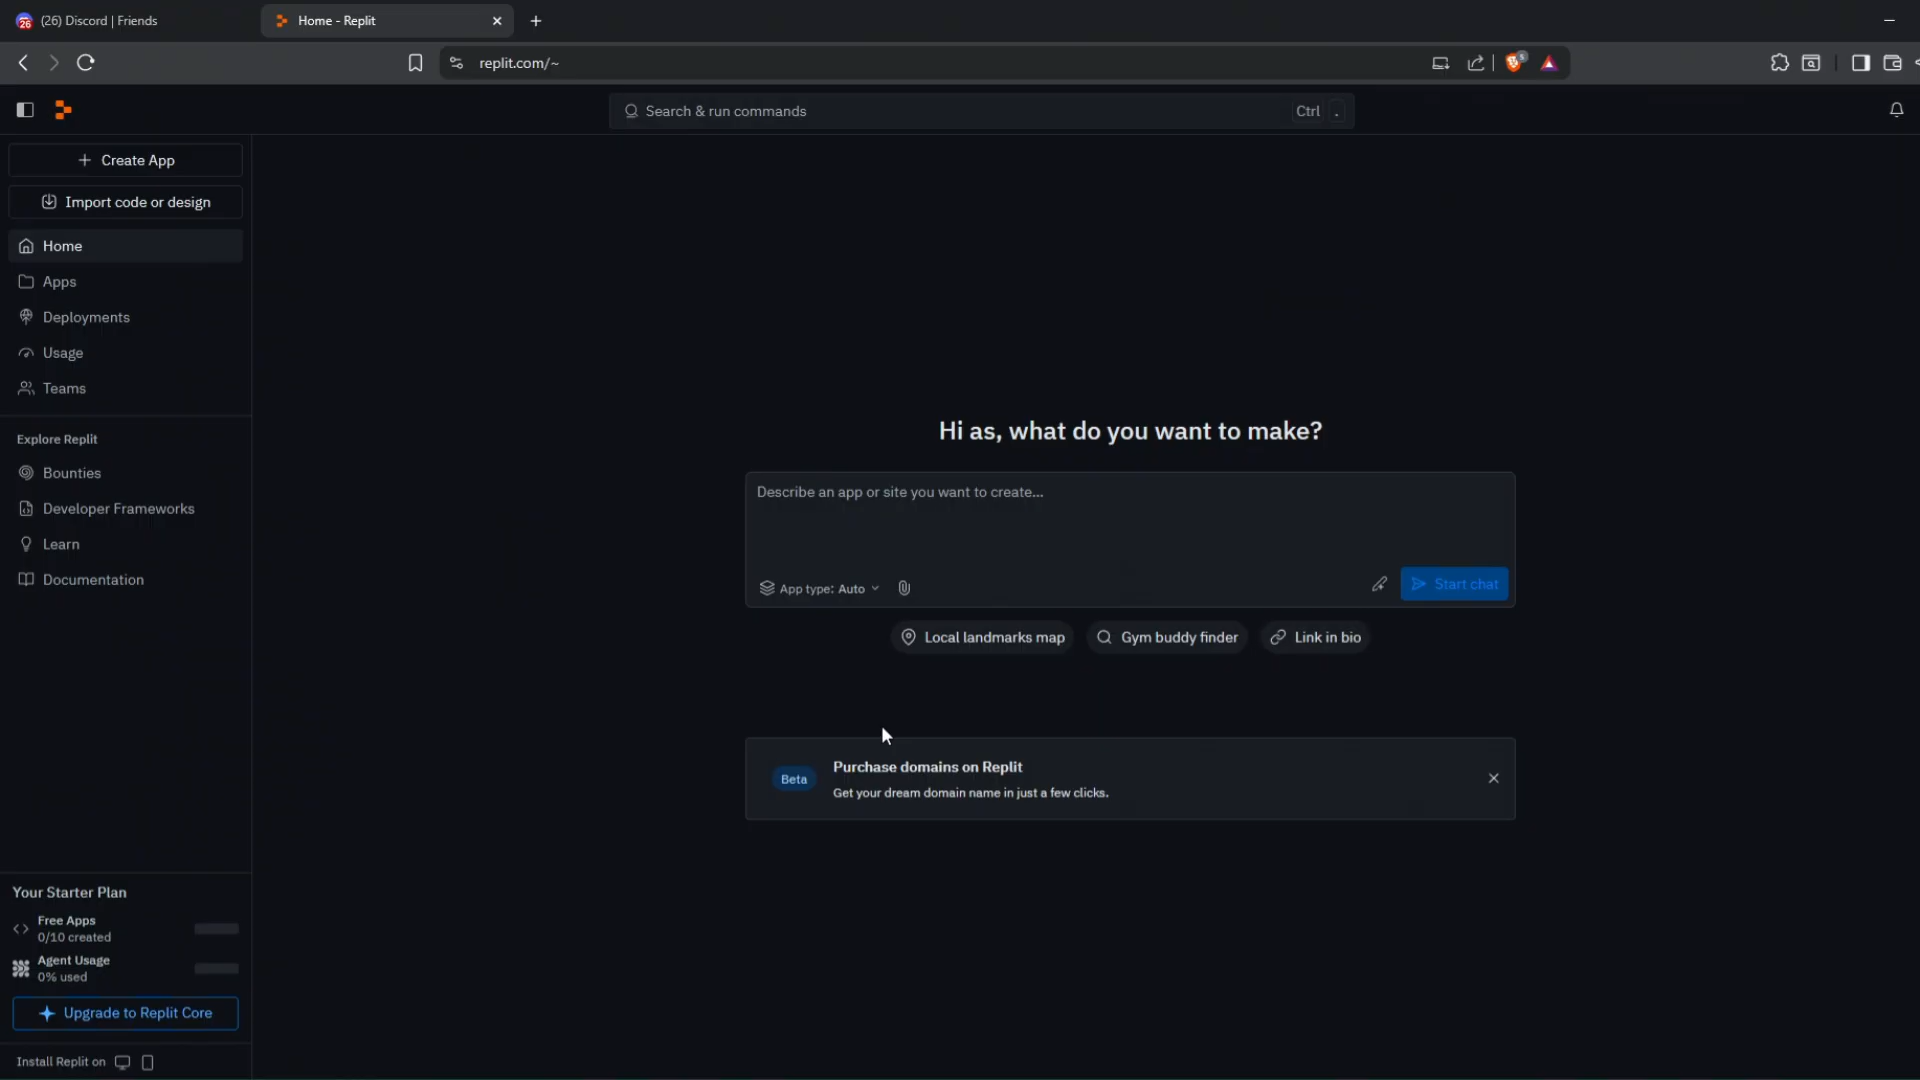 (26) Discord | Friends
Home - Replit
replit.com/~
Search & run commands
Ctrl .
Create App
Import code or design
Home
Apps
Deployments
Usage
Teams
Explore Replit
Bounties
Developer Frameworks
Learn
Documentation
Hi as, what do you want to make?
Describe an app or site you want to create...
App type: Auto
Start chat
Local landmarks map
Gym buddy finder
Link in bio
Beta
Purchase domains on Replit
Get your dream domain name in just a few clicks.
Your Starter Plan
Free Apps
0/10 created
Agent Usage
0% used
Upgrade to Replit Core
Install Replit on